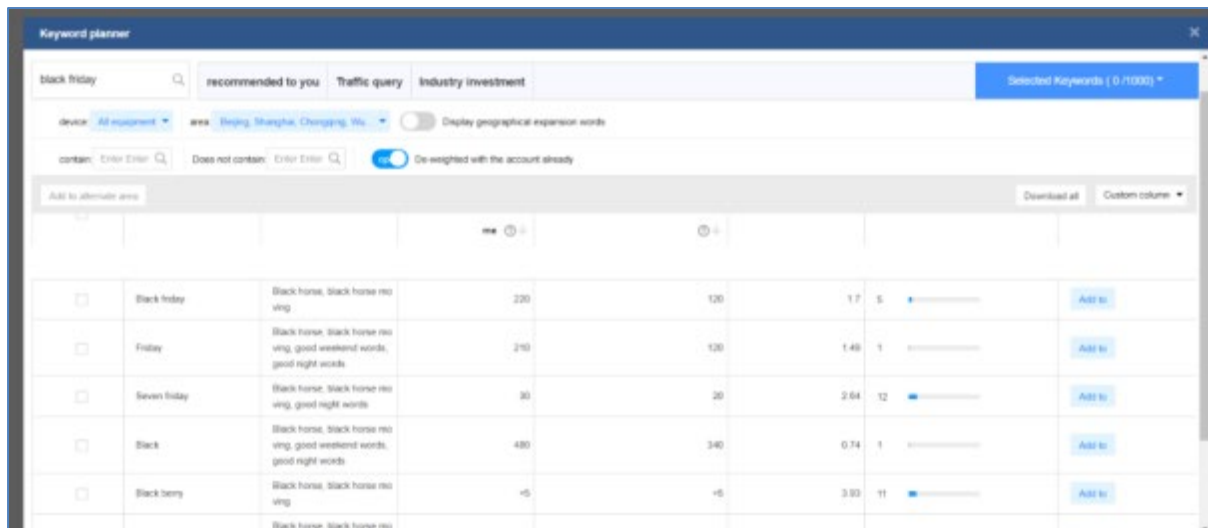 Keyword planner
black friday
recommended to you Traffic query Industry investment
Selected Keywords ( 0 /1000)
device: All equipment area: Beijing, Shanghai, Chongqing, Wu... Display geographical expansion words
contain: Enter Enter Does not contain: Enter Enter De-weighted with the account already
Add to alternate area Download all Custom column
me
Black friday
Black horse, black horse mo
ving
220 120 1.7 5 Add to
Friday
Black horse, black horse mo
ving, good weekend words,
good night words
210 120 1.49 1 Add to
Seven friday
Black horse, black horse mo
ving, good night words
30 20 2.64 12 Add to
Black
Black horse, black horse mo
ving, good weekend words,
good night words
480 340 0.74 1 Add to
Black berry
Black horse, black horse mo
ving
<5 <5 3.93 11 Add to
Black horse, black horse mo